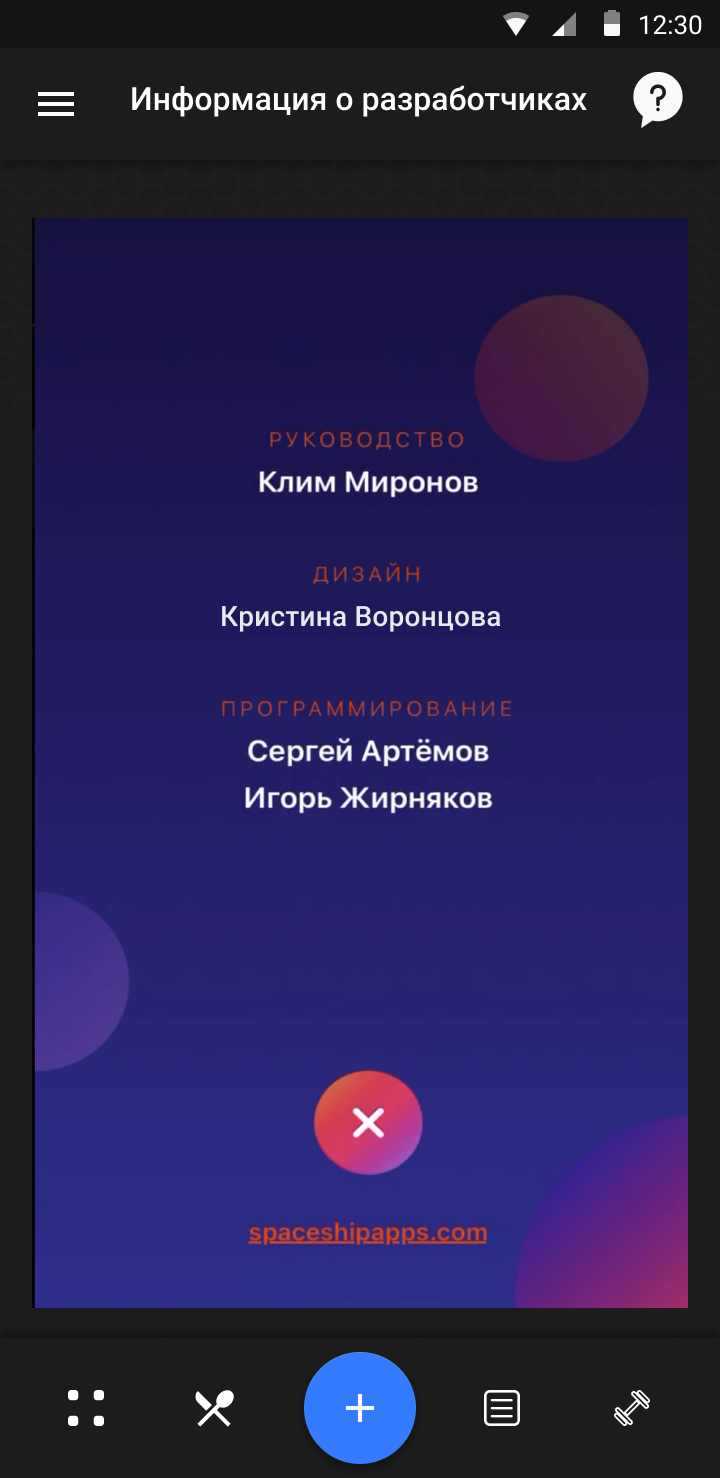 12:30
Информация о разработчиках
РУКОВОДСТВО
Клим Миронов
ДИЗАЙН
Кристина Воронцова
ПРОГРАММИРОВАНИЕ
Сергей Артёмов
Игорь Жирняков
spaceshipapps.com